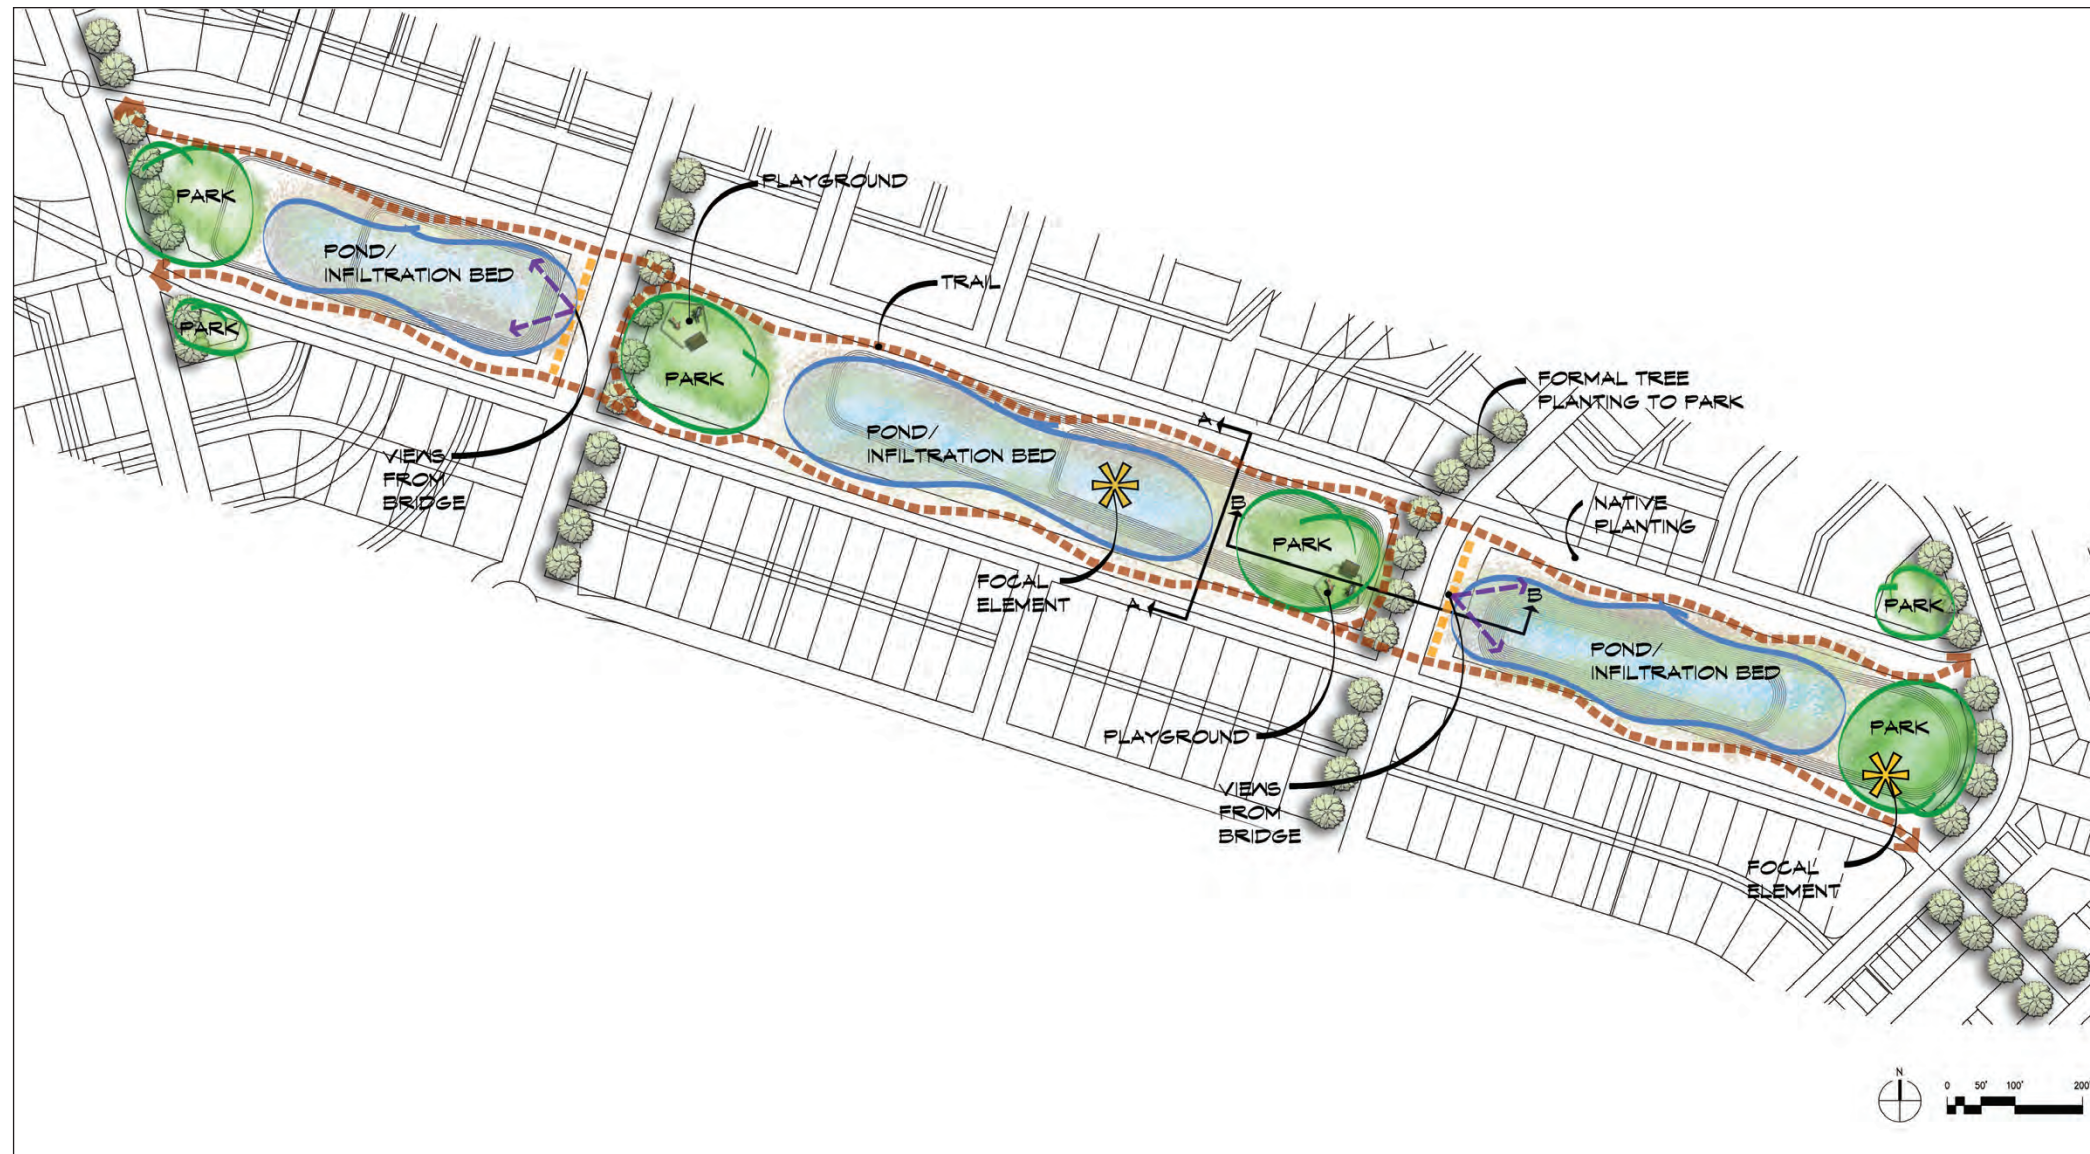 PARK
POND/
INFILTRATION BED
PARK
VIEWS
FROM
BRIDGE
PLAYGROUND
PARK
TRAIL
POND/
INFILTRATION BED
FOCAL
ELEMENT
A
A
B
PARK
PLAYGROUND
VIEWS
FROM
BRIDGE
FORMAL TREE
PLANTING TO PARK
NATIVE
PLANTING
B
POND/
INFILTRATION BED
PARK
PARK
FOCAL
ELEMENT
N
0 50' 100' 200'